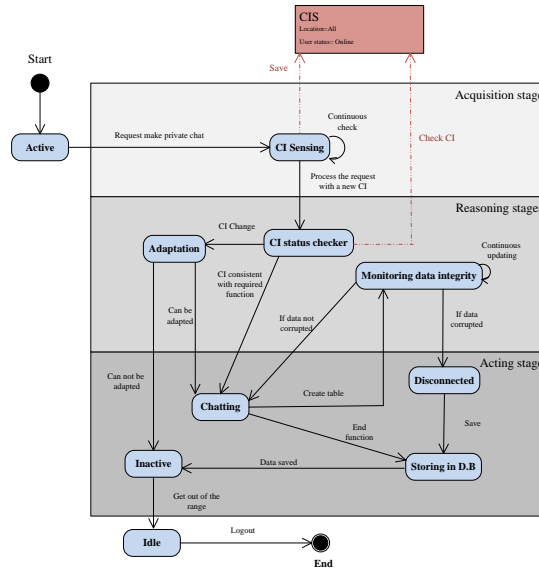 CIS
Location=All
User status= Online
Start
Save
Acquisition stage
Continuous
check
Check CI
Request make private chat
Active
CI Sensing
Process the request
with a new CI
Reasoning stages
CI Change
Adaptation
CI status checker
Continuous
updating
Monitoring data integrity
CI consistent
with required
function
Can be
adapted
If data not
corrupted
If data
corrupted
Acting stage
Can not be
adapted
Disconnected
Create table
Chatting
End
function
Save
Inactive
Data saved
Storing in D.B
Get out of the
range
Idle
Logout
End